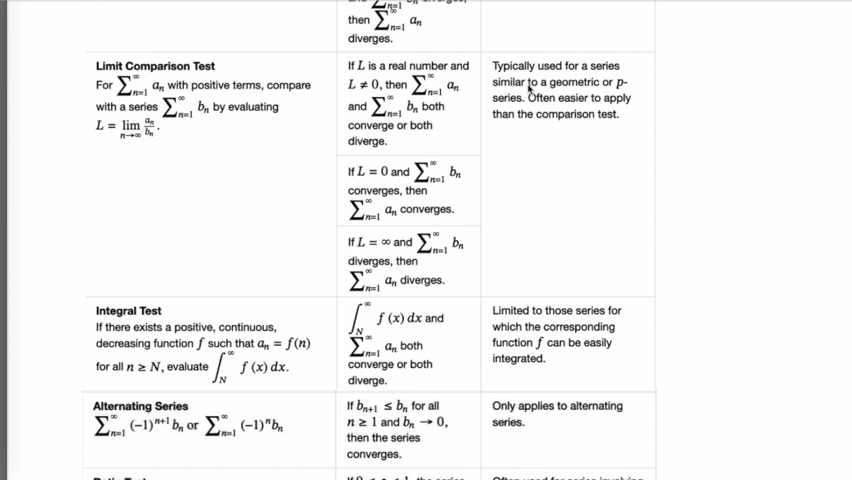 then ∑_{n=1}^∞ a_n
diverges.
Limit Comparison Test
For ∑_{n=1}^∞ a_n with positive terms, compare
with a series ∑_{n=1}^∞ b_n by evaluating
L = lim_{n→∞} a_n/b_n.
If L is a real number and
L ≠ 0, then ∑_{n=1}^∞ a_n
and ∑_{n=1}^∞ b_n both
converge or both
diverge.
Typically used for a series
similar to a geometric or p-
series. Often easier to apply
than the comparison test.
If L = 0 and ∑_{n=1}^∞ b_n
converges, then
∑_{n=1}^∞ a_n converges.
If L = ∞ and ∑_{n=1}^∞ b_n
diverges, then
∑_{n=1}^∞ a_n diverges.
Integral Test
If there exists a positive, continuous,
decreasing function f such that a_n = f(n)
for all n ≥ N, evaluate ∫_N^∞ f (x) dx.
∫_N^∞ f (x) dx and
∑_{n=1}^∞ a_n both
converge or both
diverge.
Limited to those series for
which the corresponding
function f can be easily
integrated.
Alternating Series
∑_{n=1}^∞ (-1)^{n+1} b_n or ∑_{n=1}^∞ (-1)^n b_n
If b_{n+1} ≤ b_n for all
n ≥ 1 and b_n → 0,
then the series
converges.
Only applies to alternating
series.